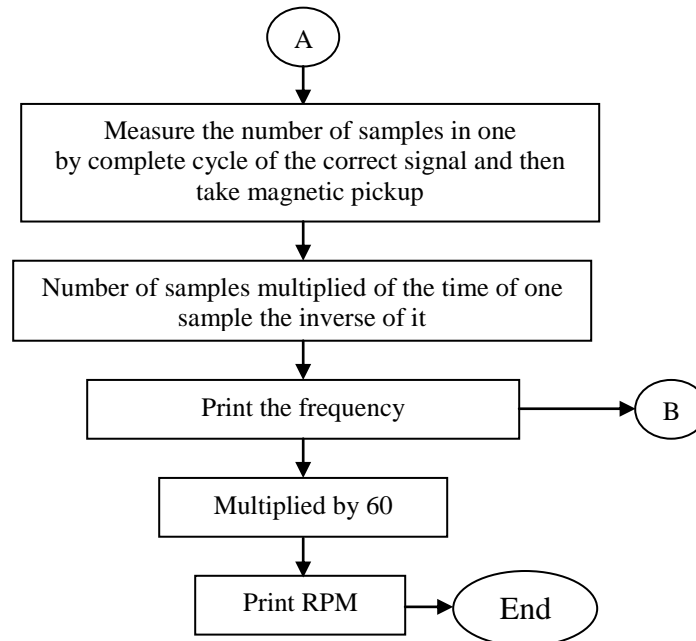 A
Measure the number of samples in one
by complete cycle of the correct signal and then
take magnetic pickup
Number of samples multiplied of the time of one
sample the inverse of it
Print the frequency
B
Multiplied by 60
Print RPM
End